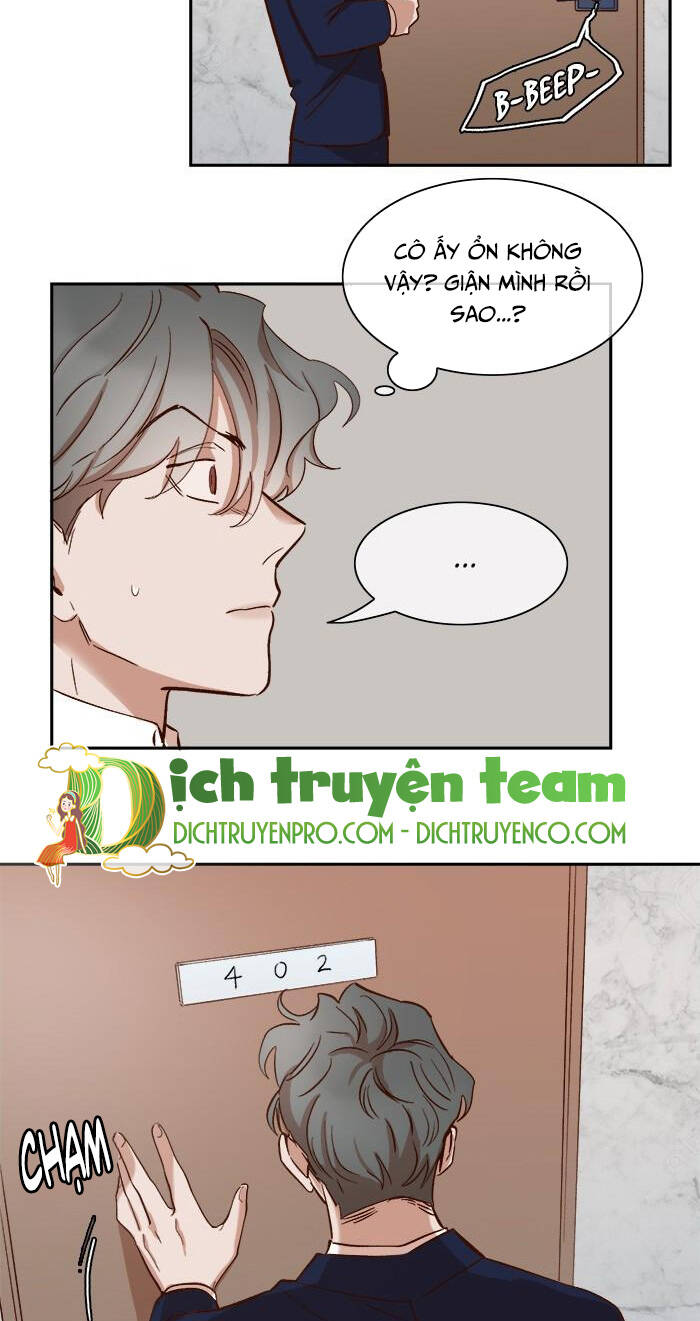 B-BEEP-
CÔ ẤY ỔN KHÔNG
VẬY? GIẬN MÌNH RỒI
SAO...?
...
Dịch truyện team
DICHTRUYENPRO.COM - DICHTRUYENCO.COM
402
CHẠM